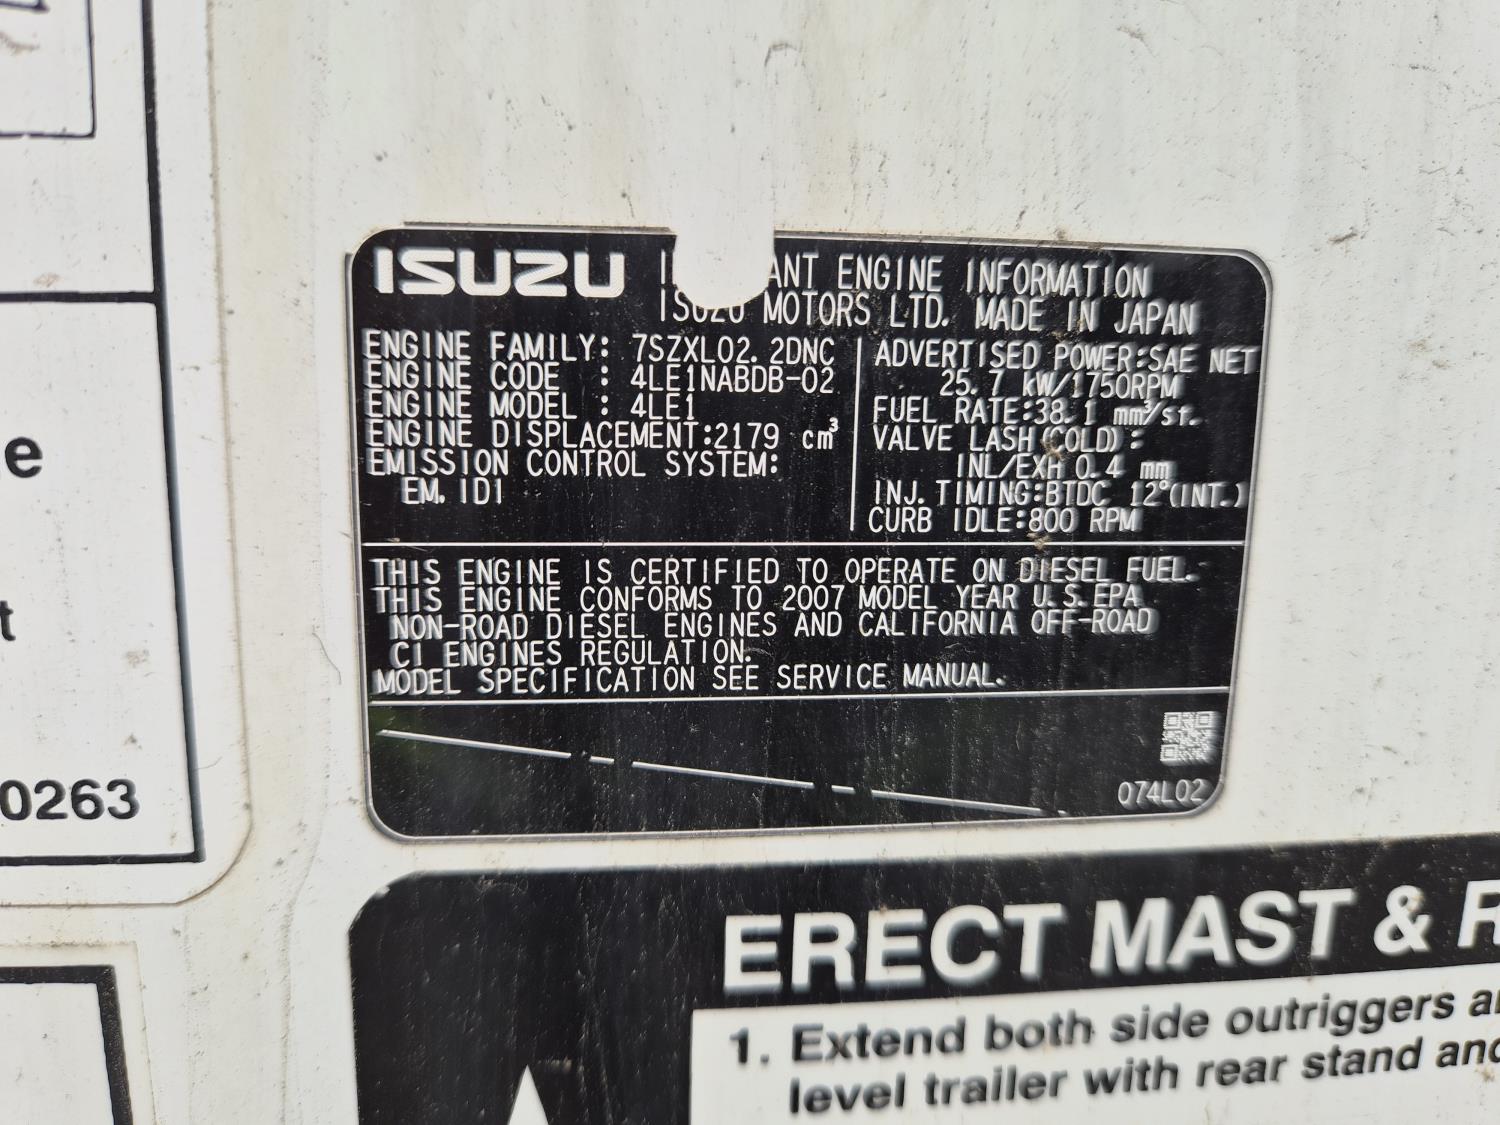 ISUZU
ANT ENGINE INFORMATION
ISUZU MOTORS LTD. MADE IN JAPAN
ENGINE FAMILY: 7SZXL02.2DNC
ENGINE CODE : 4LE1NABDB-02
ENGINE MODEL : 4LE1
ENGINE DISPLACEMENT:2179 cm³
EMISSION CONTROL SYSTEM:
EM. IDI
ADVERTISED POWER:SAE NET
25.7 kW/1750RPM
FUEL RATE:38.1 mm³/st.
VALVE LASH(COLD):
INL/EXH 0.4 mm
INJ. TIMING:BTDC 12°(INT.)
CURB IDLE:800 RPM
THIS ENGINE IS CERTIFIED TO OPERATE ON DIESEL FUEL.
THIS ENGINE CONFORMS TO 2007 MODEL YEAR U.S.EPA
NON-ROAD DIESEL ENGINES AND CALIFORNIA OFF-ROAD
CI ENGINES REGULATION.
MODEL SPECIFICATION SEE SERVICE MANUAL.
074L02
e
t
0263
ERECT MAST & R
1. Extend both side outriggers a
level trailer with rear stand and